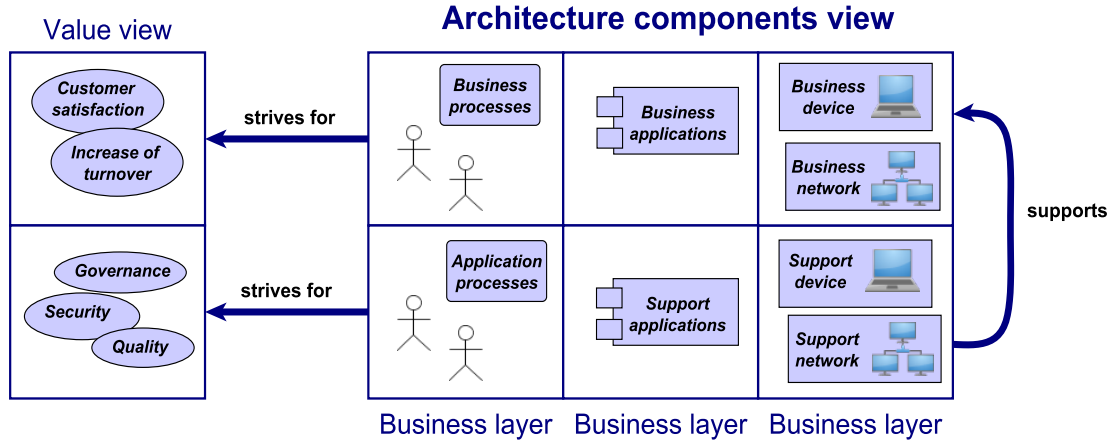 Architecture components view
Value view
Customer
satisfaction
Increase of
turnover
strives for
Business
processes
Business
applications
Business
device
Business
network
supports
Governance
Security
Quality
strives for
Application
processes
Support
applications
Support
device
Support
network
Business layer
Business layer
Business layer